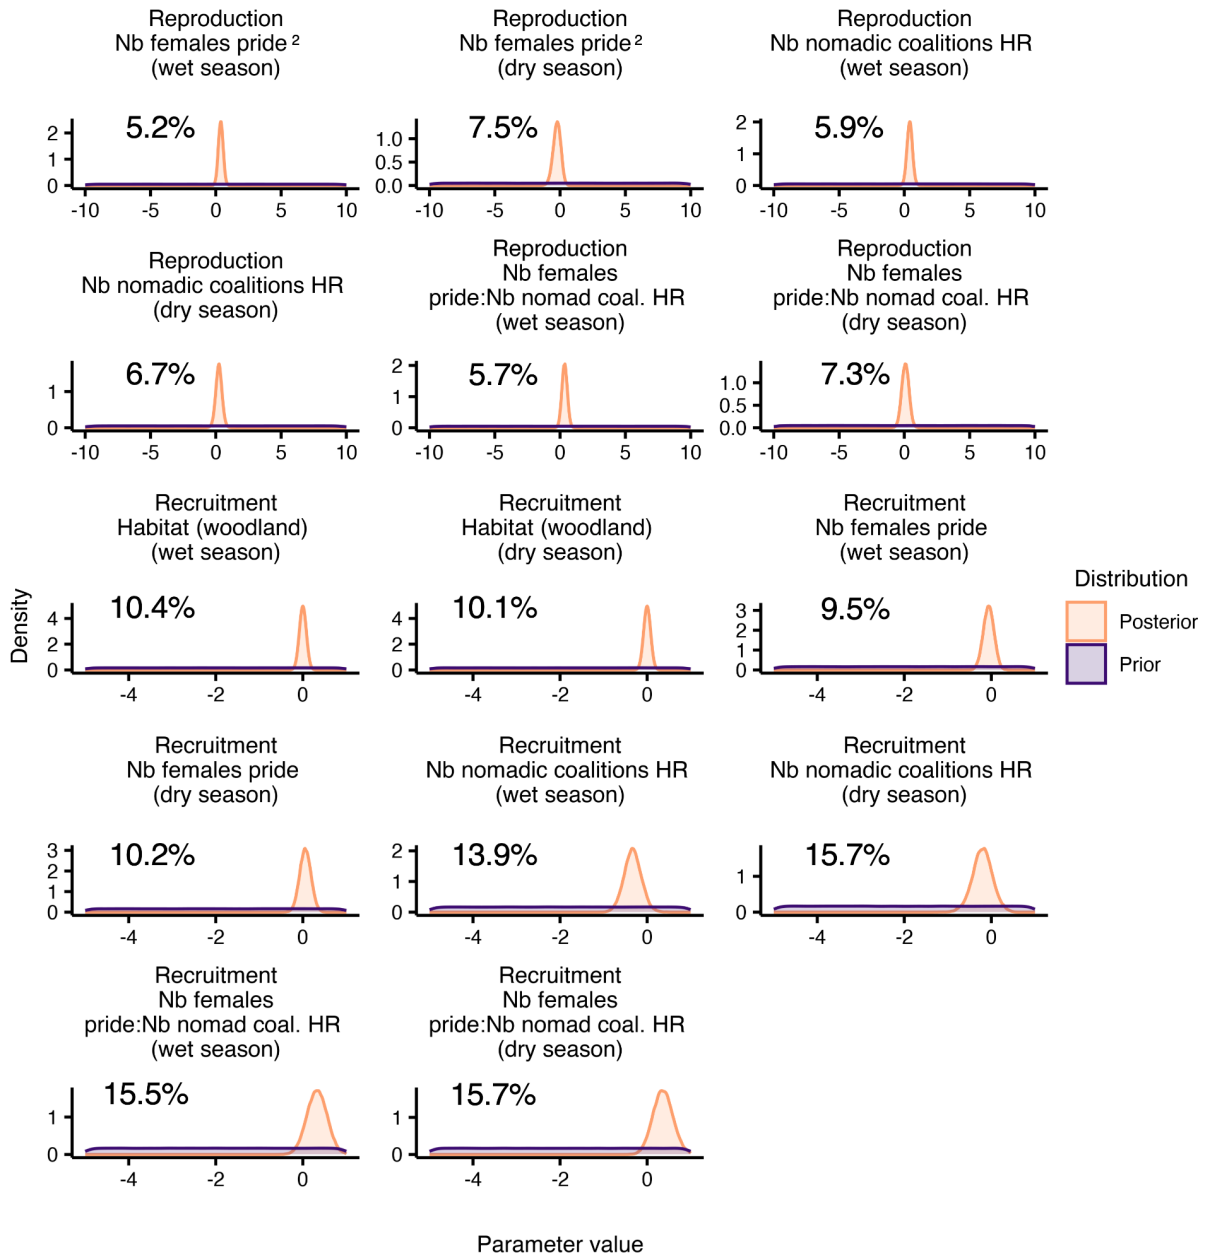 Reproduction
Nb females pride²
(wet season)
Reproduction
Nb females pride²
(dry season)
Reproduction
Nb nomadic coalitions HR
(wet season)
5.2%
2
1
0
-10 -5 0 5 10
7.5%
1.0
0.5
0.0
-10 -5 0 5 10
5.9%
2
1
0
-10 -5 0 5 10
Reproduction
Nb nomadic coalitions HR
(dry season)
Reproduction
Nb females
pride:Nb nomad coal. HR
(wet season)
Reproduction
Nb females
pride:Nb nomad coal. HR
(dry season)
6.7%
1
0
-10 -5 0 5 10
5.7%
2
1
0
-10 -5 0 5 10
7.3%
1.0
0.5
0.0
-10 -5 0 5 10
Recruitment
Habitat (woodland)
(wet season)
Recruitment
Habitat (woodland)
(dry season)
Recruitment
Nb females pride
(wet season)
10.4%
4
2
0
-4 -2 0
10.1%
4
2
0
-4 -2 0
9.5%
3
2
1
0
-4 -2 0
Density
Distribution
Posterior
Prior
Recruitment
Nb females pride
(dry season)
Recruitment
Nb nomadic coalitions HR
(wet season)
Recruitment
Nb nomadic coalitions HR
(dry season)
10.2%
3
2
1
0
-4 -2 0
13.9%
2
1
0
-4 -2 0
15.7%
1
0
-4 -2 0
Recruitment
Nb females
pride:Nb nomad coal. HR
(wet season)
Recruitment
Nb females
pride:Nb nomad coal. HR
(dry season)
15.5%
1
0
-4 -2 0
15.7%
1
0
-4 -2 0
Parameter value